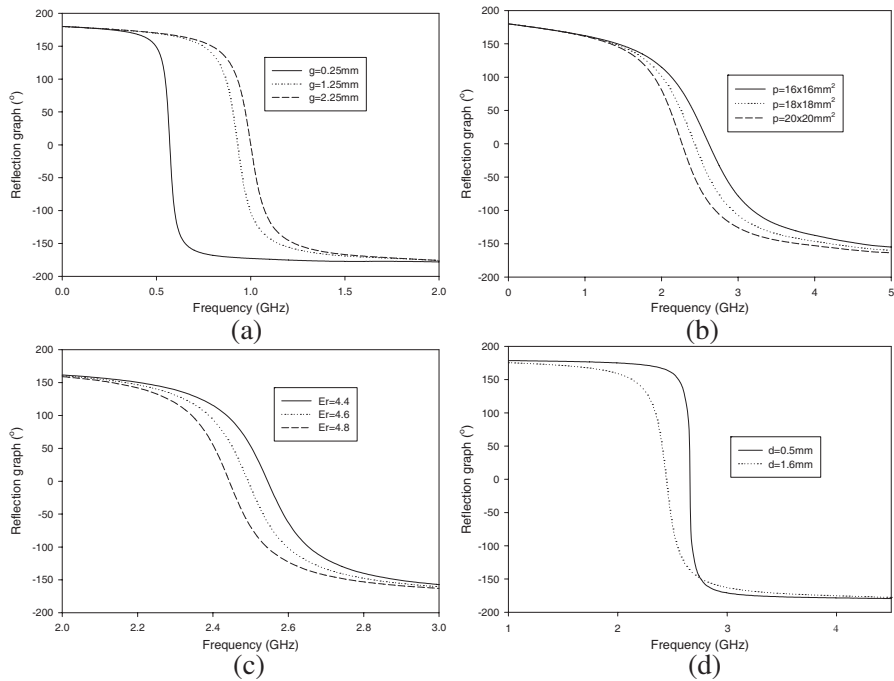 200
150
100
50
0
-50
-100
-150
-200
Reflection graph (°)
g=0.25mm
g=1.25mm
g=2.25mm
0.0 0.5 1.0 1.5 2.0
Frequency (GHz)
(a)
200
150
100
50
0
-50
-100
-150
-200
Reflection graph (°)
p=16x16mm²
p=18x18mm²
p=20x20mm²
0 1 2 3 4 5
Frequency (GHz)
(b)
200
150
100
50
0
-50
-100
-150
-200
Reflection graph (°)
Er=4.4
Er=4.6
Er=4.8
2.0 2.2 2.4 2.6 2.8 3.0
Frequency (GHz)
(c)
200
150
100
50
0
-50
-100
-150
-200
Reflection graph (°)
d=0.5mm
d=1.6mm
1 2 3 4
Frequency (GHz)
(d)